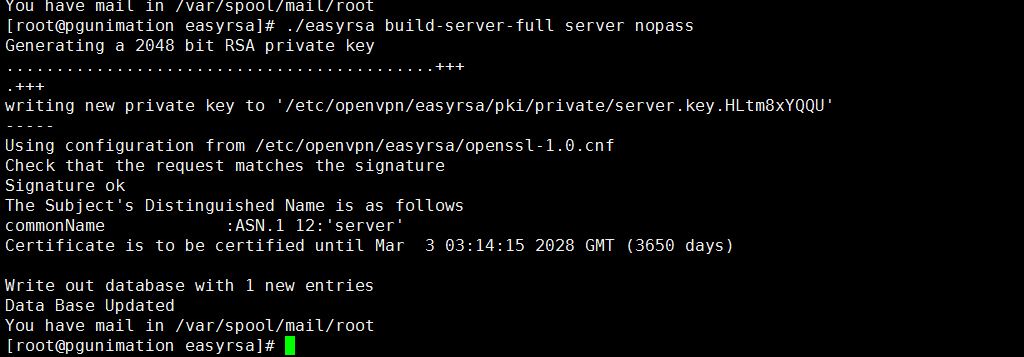 You have mail in /var/spool/mail/root
[root@pgunimation easyrsa]# ./easyrsa build-server-full server nopass
Generating a 2048 bit RSA private key
...........................................+++
.+++
writing new private key to '/etc/openvpn/easyrsa/pki/private/server.key.HLtm8xYQQU'
-----
Using configuration from /etc/openvpn/easyrsa/openssl-1.0.cnf
Check that the request matches the signature
Signature ok
The Subject's Distinguished Name is as follows
commonName            :ASN.1 12:'server'
Certificate is to be certified until Mar  3 03:14:15 2028 GMT (3650 days)
Write out database with 1 new entries
Data Base Updated
You have mail in /var/spool/mail/root
[root@pgunimation easyrsa]#